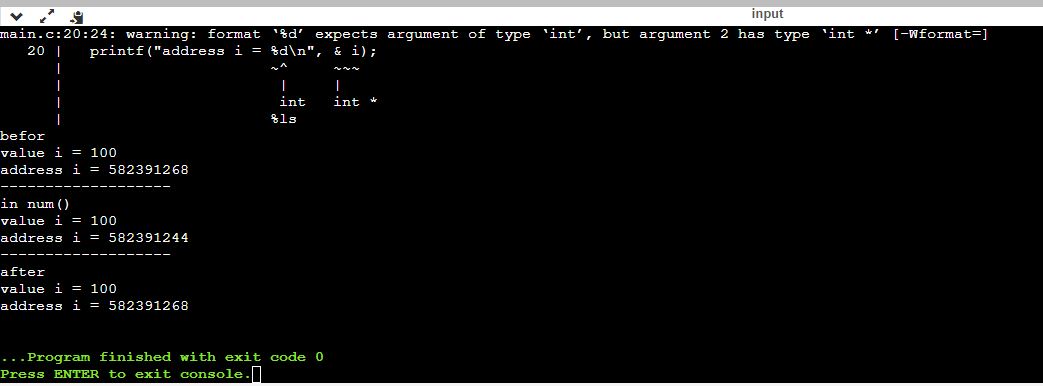 input
main.c:20:24: warning: format ‘%d’ expects argument of type ‘int’, but argument 2 has type ‘int *’ [-Wformat=]
   20 |   printf("address i = %d\n", & i);
      |                       ~^     ~~~
      |                        |     |
      |                        int   int *
      |                       %ls
befor
value i = 100
address i = 582391268
-------------------
in num()
value i = 100
address i = 582391244
-------------------
after
value i = 100
address i = 582391268
...Program finished with exit code 0
Press ENTER to exit console.